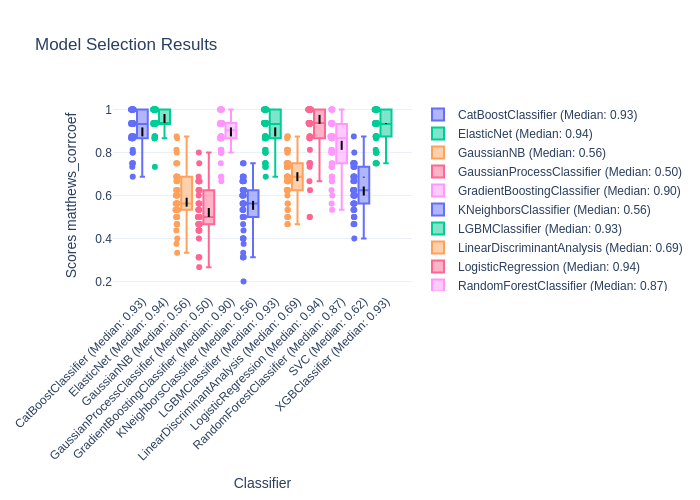 Model Selection Results
Scores matthews_corrcoef
1
0.8
0.6
0.4
0.2
CatBoostClassifier (Median: 0.93)
ElasticNet (Median: 0.94)
GaussianNB (Median: 0.56)
GaussianProcessClassifier (Median: 0.50)
GradientBoostingClassifier (Median: 0.90)
KNeighborsClassifier (Median: 0.56)
LGBMClassifier (Median: 0.93)
LinearDiscriminantAnalysis (Median: 0.69)
LogisticRegression (Median: 0.94)
RandomForestClassifier (Median: 0.87)
SVC (Median: 0.62)
XGBClassifier (Median: 0.93)
Classifier
CatBoostClassifier (Median: 0.93)
ElasticNet (Median: 0.94)
GaussianNB (Median: 0.56)
GaussianProcessClassifier (Median: 0.50)
GradientBoostingClassifier (Median: 0.90)
KNeighborsClassifier (Median: 0.56)
LGBMClassifier (Median: 0.93)
LinearDiscriminantAnalysis (Median: 0.69)
LogisticRegression (Median: 0.94)
RandomForestClassifier (Median: 0.87)